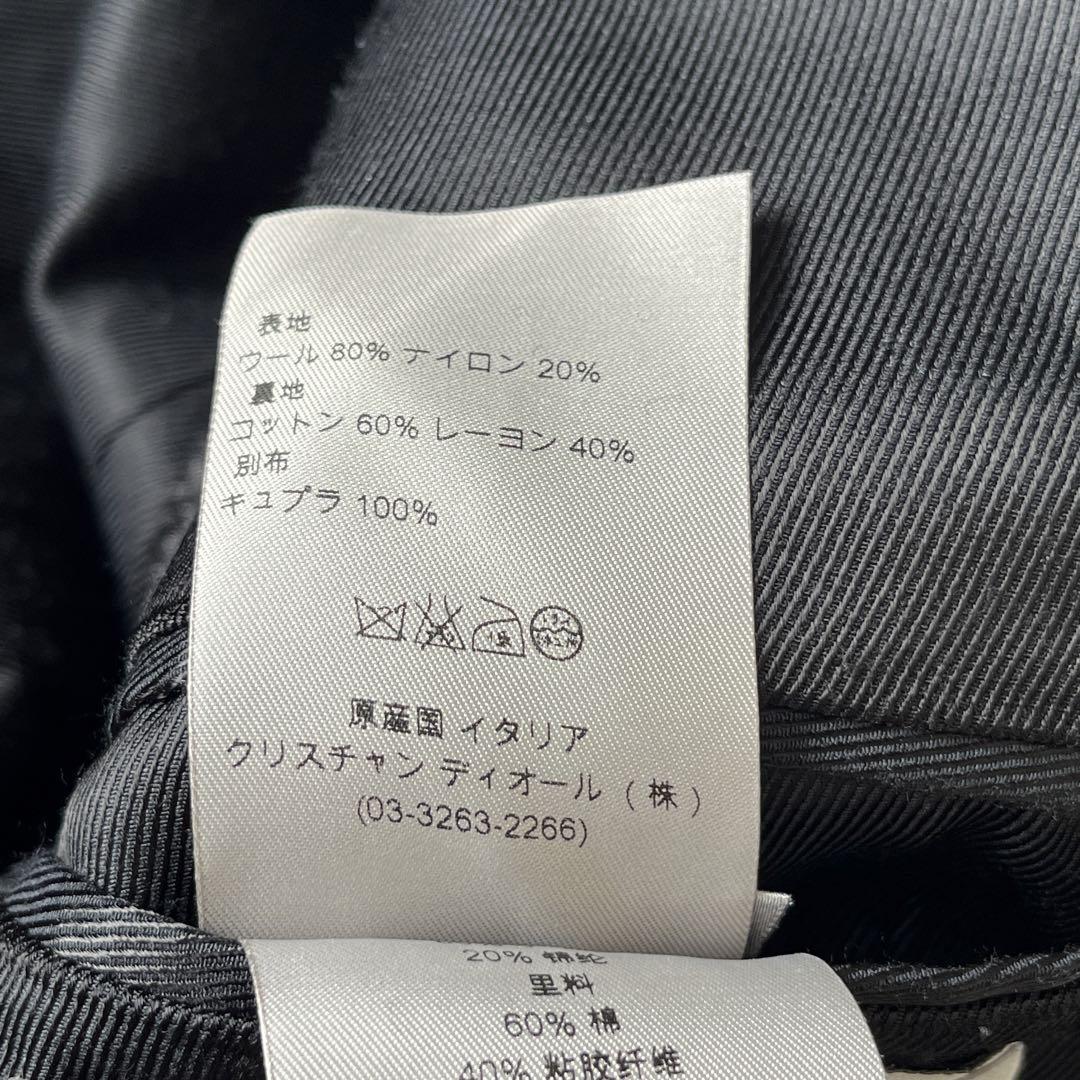 表地
ウール 80% ナイロン 20%
裏地
コットン 60% レーヨン 40%
別布
キュプラ 100%
原産国 イタリア
クリスチャン ディオール (株)
(03-3263-2266)
20% 锦纶
里料
60% 棉
40% 粘胶纤维